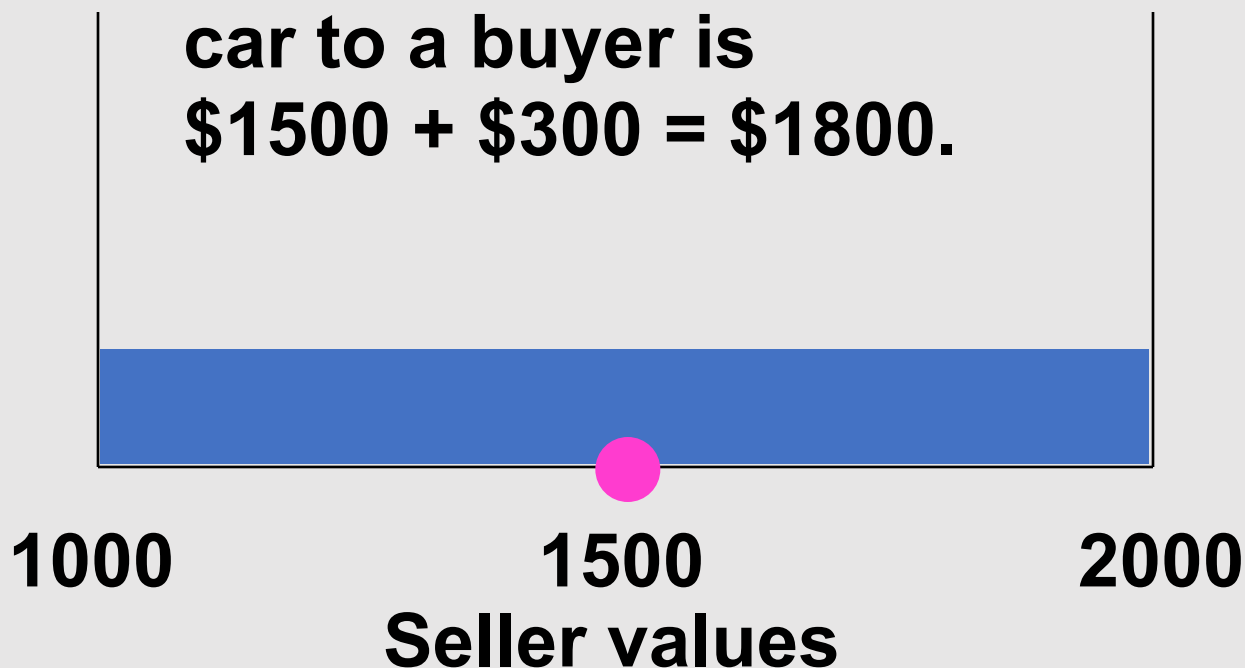 car to a buyer is
$1500 + $300 = $1800.
1000 1500 2000
Seller values